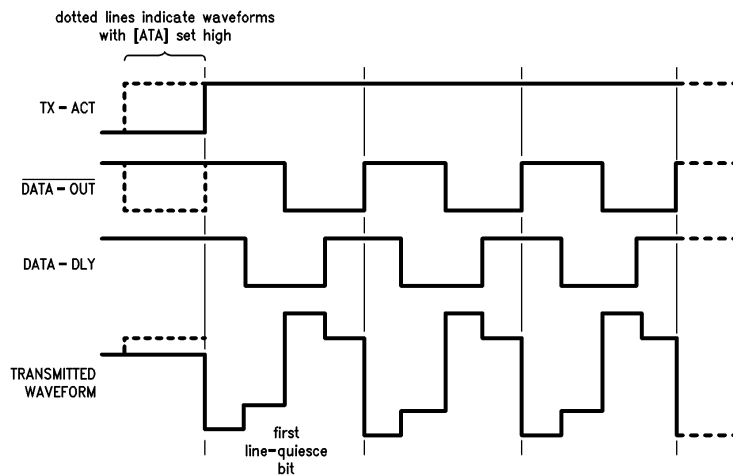 dotted lines indicate waveforms
with [ATA] set high
TX-ACT
DATA-OUT
DATA-DLY
TRANSMITTED
WAVEFORM
first
line-quiesce
bit